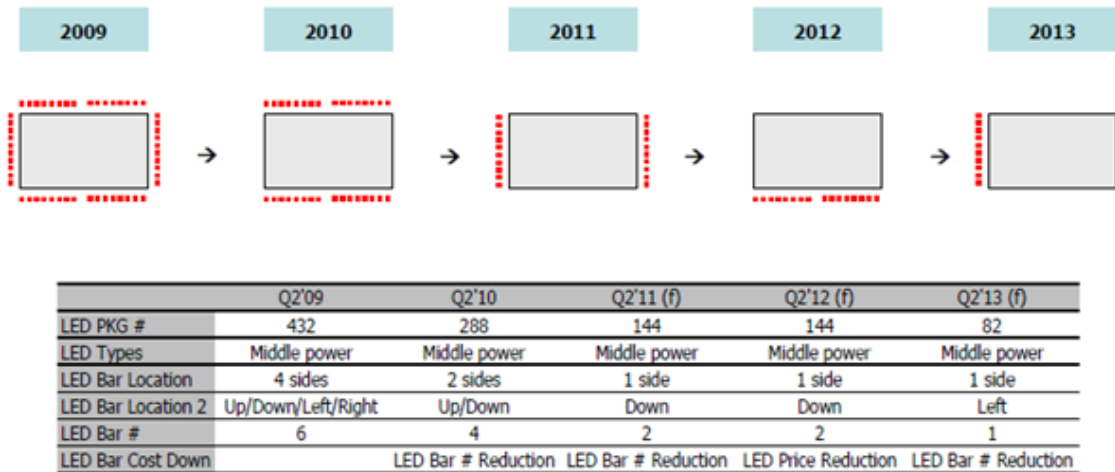 2009 2010 2011 2012 2013
→ → → →
Q2'09 Q2'10 Q2'11 (f) Q2'12 (f) Q2'13 (f)
LED PKG # 432 288 144 144 82
LED Types Middle power Middle power Middle power Middle power Middle power
LED Bar Location 4 sides 2 sides 1 side 1 side 1 side
LED Bar Location 2 Up/Down/Left/Right Up/Down Down Down Left
LED Bar # 6 4 2 2 1
LED Bar Cost Down LED Bar # Reduction LED Bar # Reduction LED Price Reduction LED Bar # Reduction